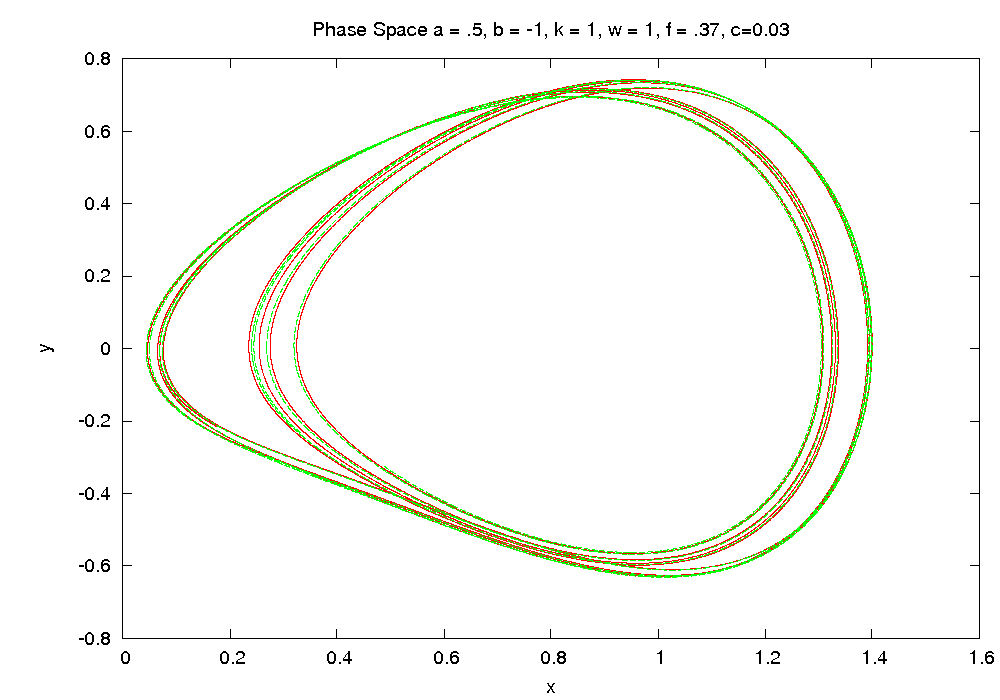 Phase Space a = .5, b = -1, k = 1, w = 1, f = .37, c=0.03
0.8
0.6
0.4
0.2
0
-0.2
-0.4
-0.6
-0.8
y
0 0.2 0.4 0.6 0.8 1 1.2 1.4 1.6
x